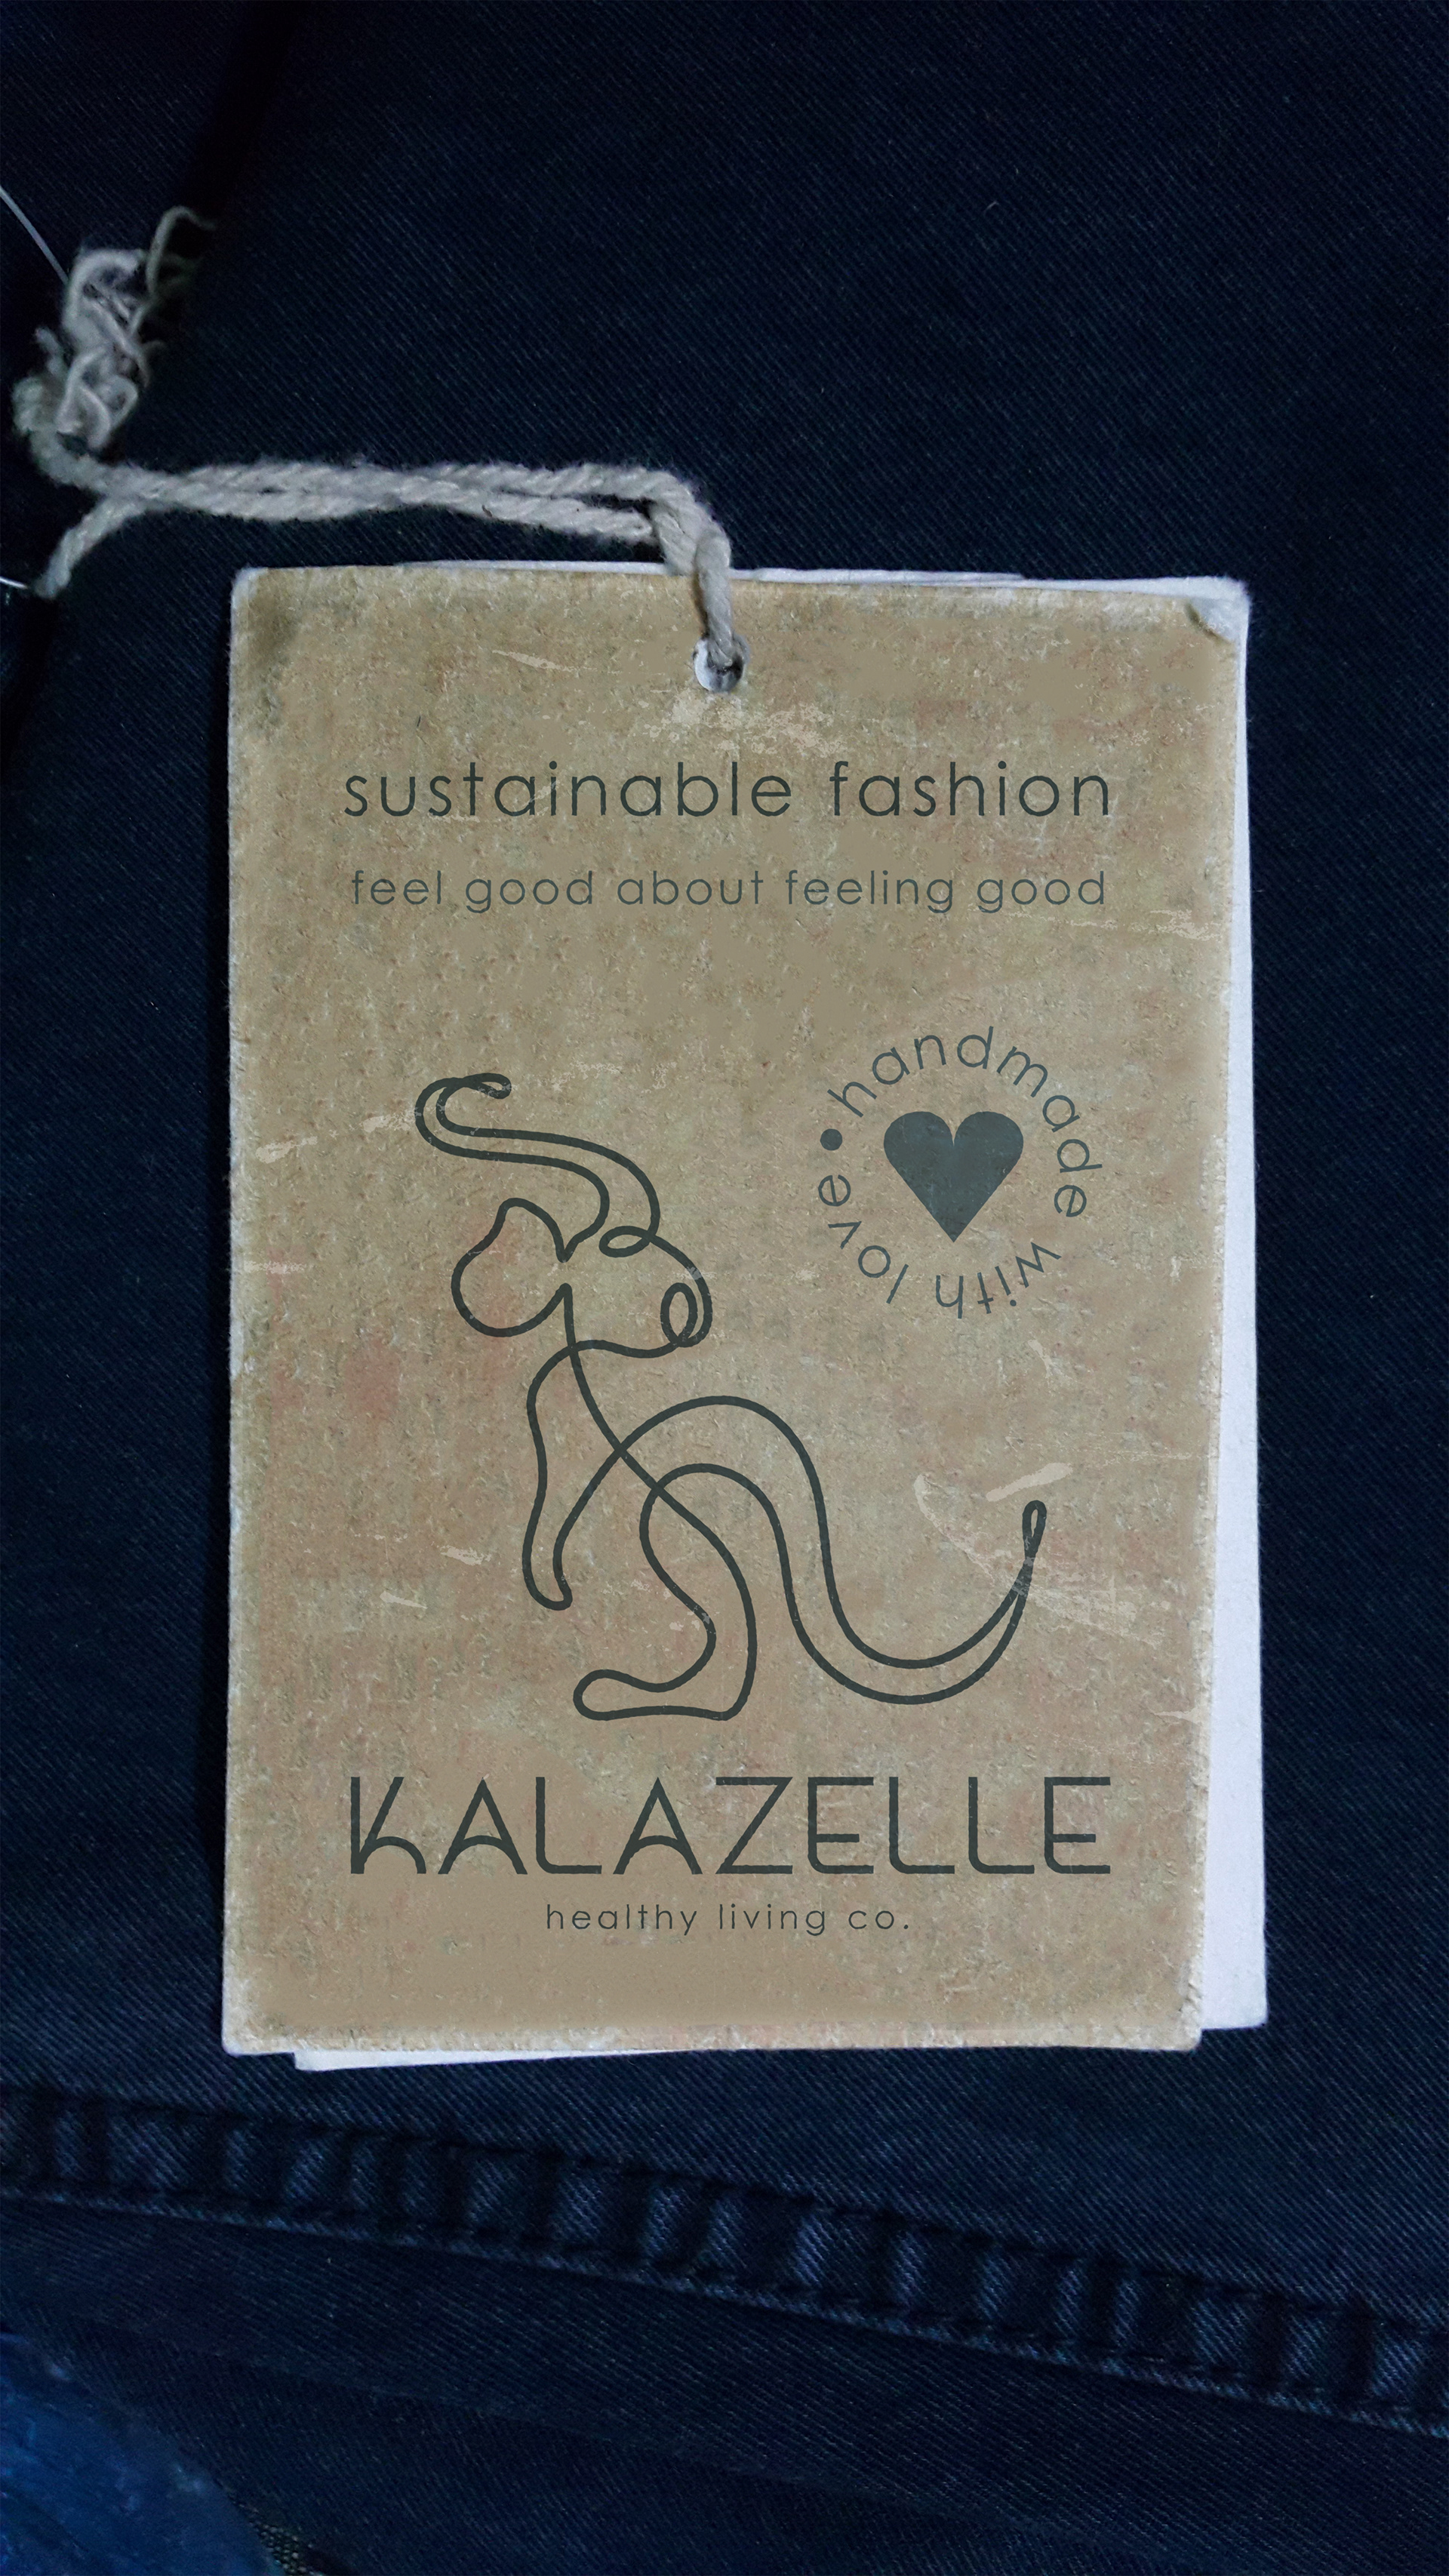 sustainable fashion
feel good about feeling good
handmade with love •
KALAZELLE
healthy living co.